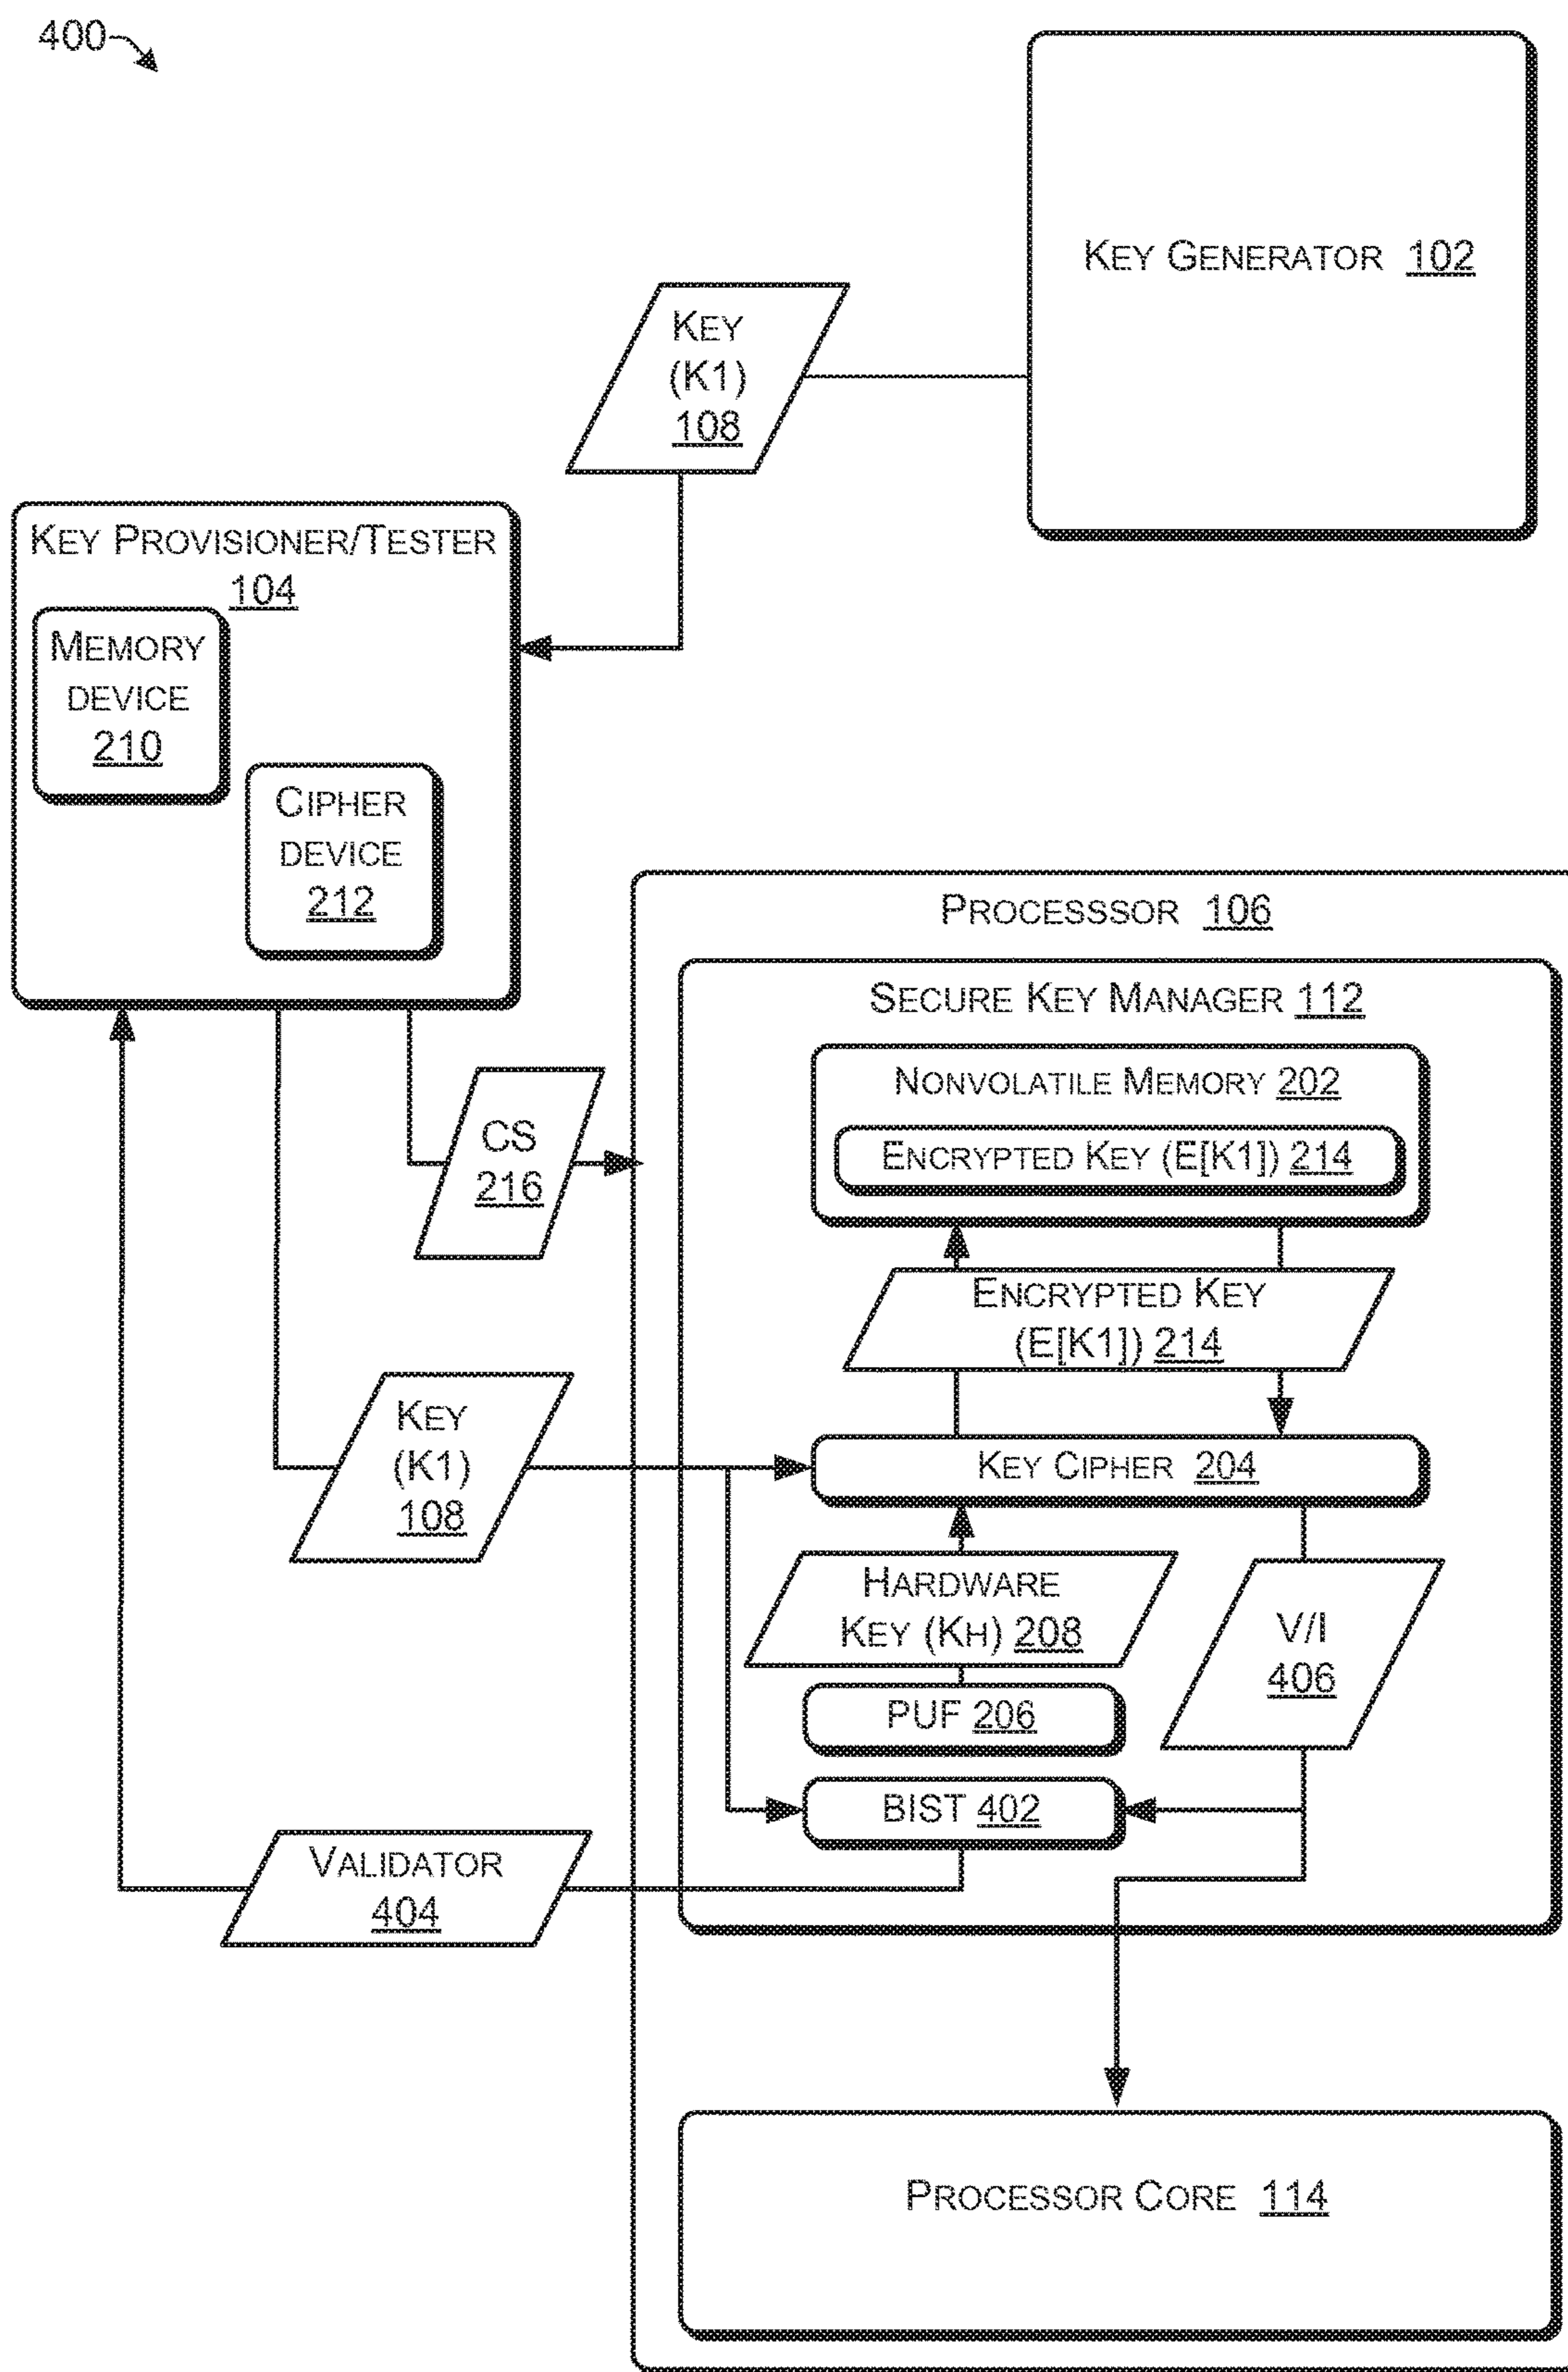 400
KEY GENERATOR 102
KEY
(K1)
108
KEY PROVISIONER/TESTER
104
MEMORY
DEVICE
210
CIPHER
DEVICE
212
PROCESSSOR 106
SECURE KEY MANAGER 112
NONVOLATILE MEMORY 202
ENCRYPTED KEY (E[K1]) 214
CS
216
ENCRYPTED KEY
(E[K1]) 214
KEY
(K1)
108
KEY CIPHER 204
HARDWARE
KEY (KH) 208
V/I
406
PUF 206
BIST 402
VALIDATOR
404
PROCESSOR CORE 114